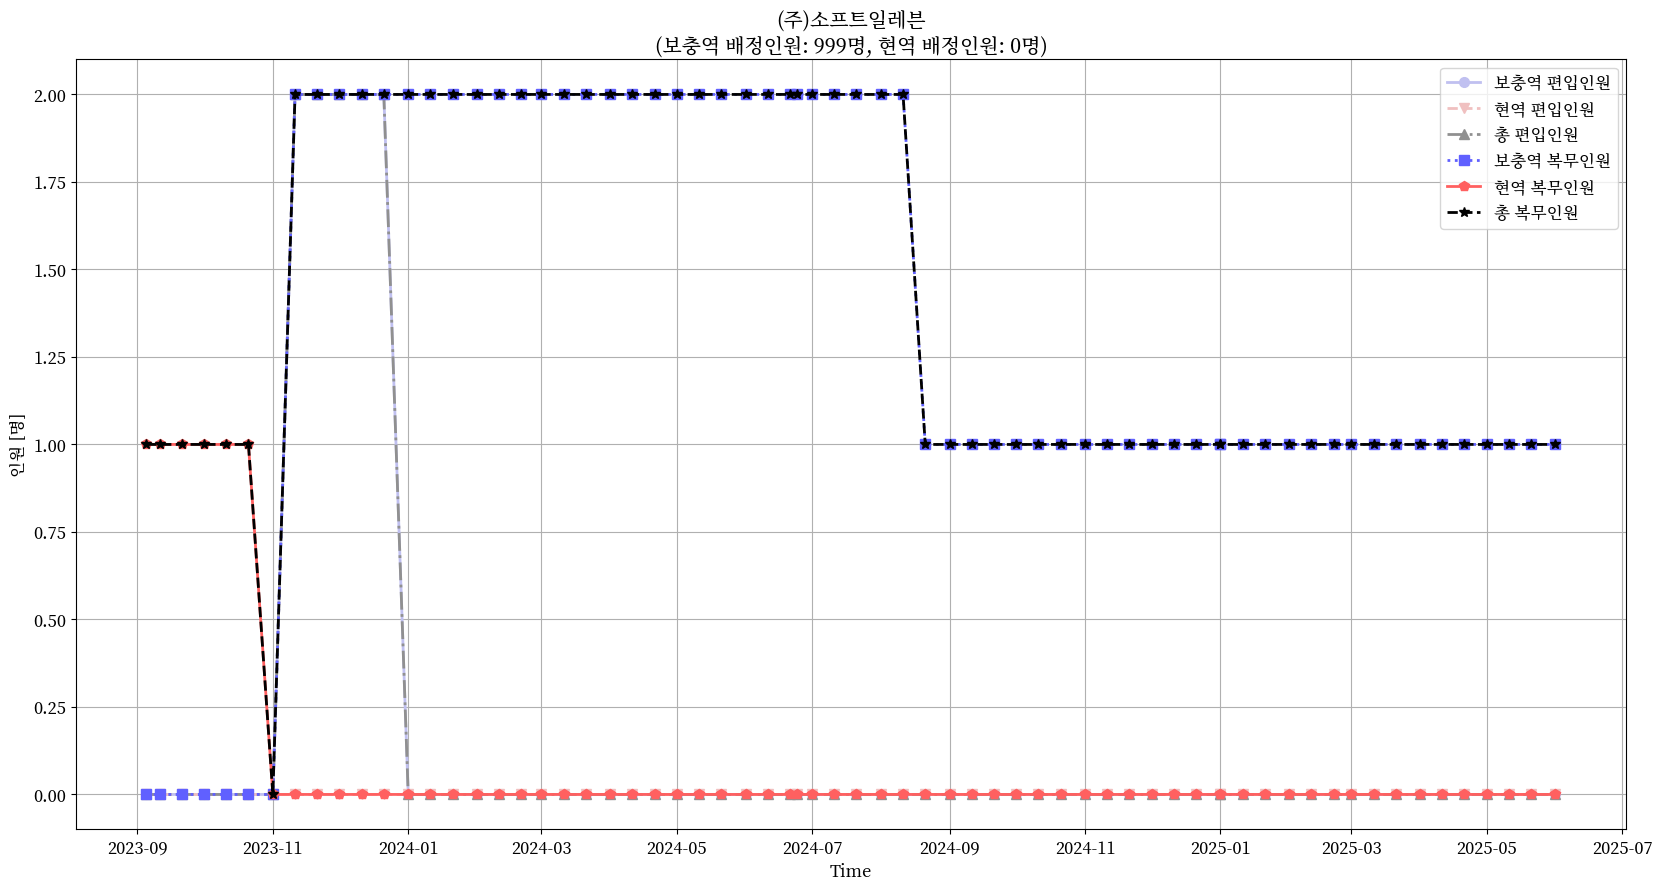 (주)소프트일레븐
(보충역 배정인원: 999명, 현역 배정인원: 0명)
보충역 편입인원
현역 편입인원
총 편입인원
보충역 복무인원
현역 복무인원
총 복무인원
인원 [명]
2.00
1.75
1.50
1.25
1.00
0.75
0.50
0.25
0.00
2023-09 2023-11 2024-01 2024-03 2024-05 2024-07 2024-09 2024-11 2025-01 2025-03 2025-05 2025-07
Time